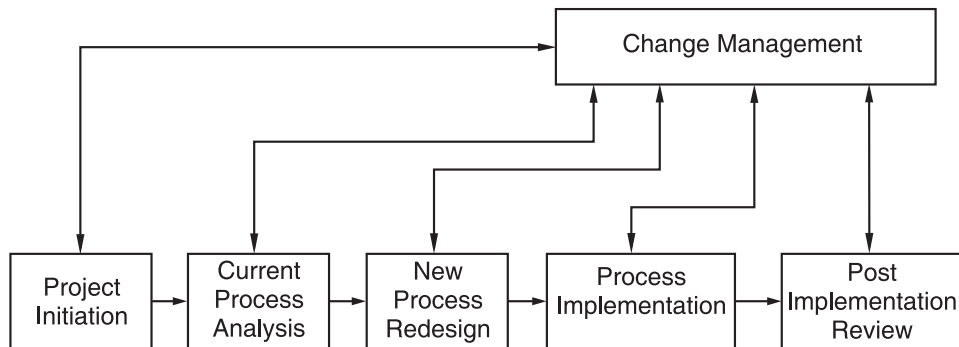 Change Management
Project
Initiation
Current
Process
Analysis
New
Process
Redesign
Process
Implementation
Post
Implementation
Review